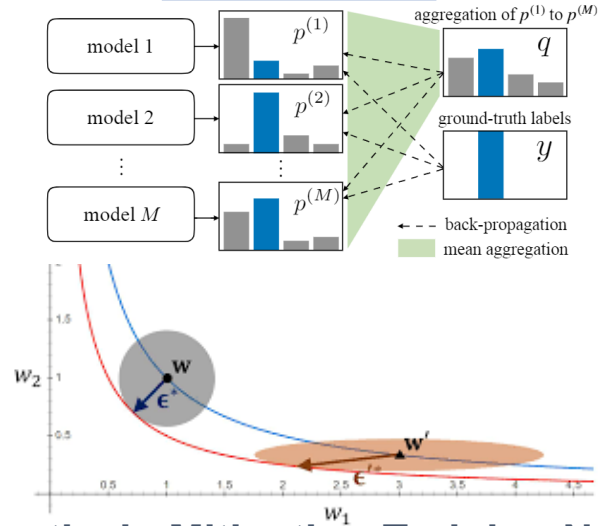 aggregation of p^(1) to p^(M)
model 1
p^(1)
q
model 2
p^(2)
ground-truth labels
y
⋮
⋮
model M
p^(M)
back-propagation
mean aggregation
2
1.5
w₂
1
w
ϵ*
0.5
w′
ϵ′*
0.5
1
1.5
2
2.5
3
3.5
4
4.5
w₁